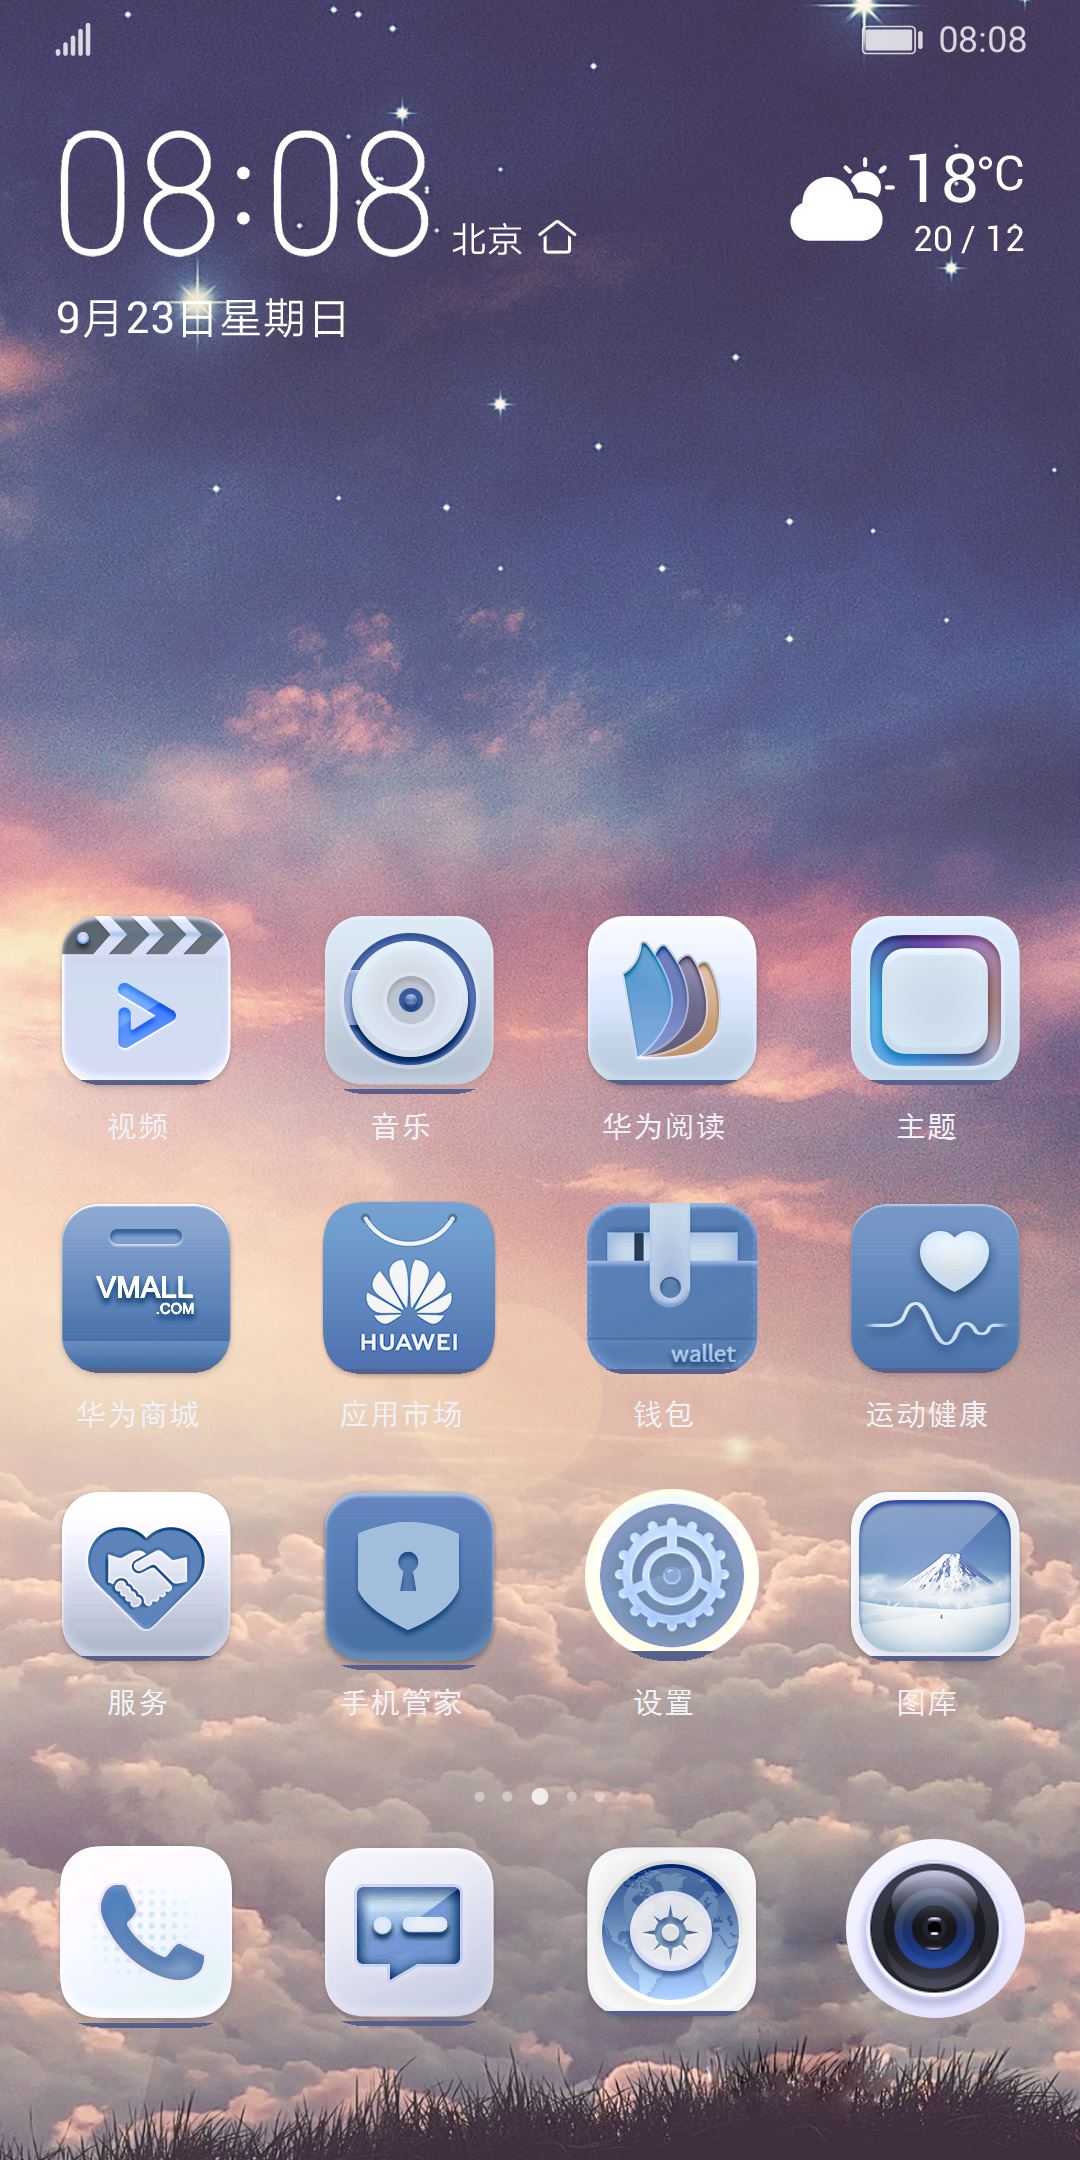 08:08
08:08
北京
18°C
20 / 12
9月23日星期日
视频
音乐
华为阅读
主题
VMALL
.COM
HUAWEI
wallet
华为商城
应用市场
钱包
运动健康
服务
手机管家
设置
图库